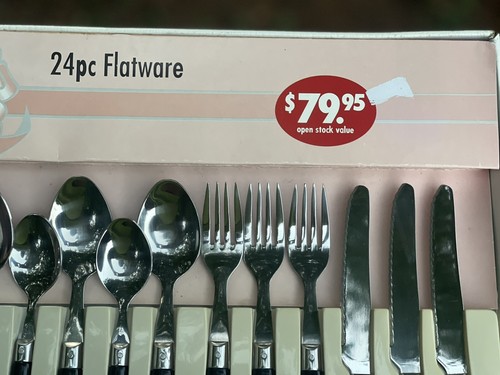 24pc Flatware
$79.95
open stock value